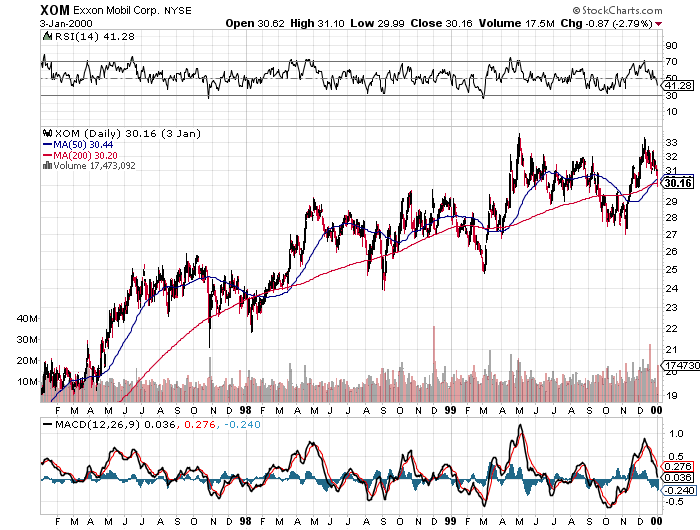 XOM Exxon Mobil Corp. NYSE
© StockCharts.com
3-Jan-2000
Open 30.62 High 31.10 Low 29.99 Close 30.16 Volume 17.5M Chg -0.87 (-2.79%)
RSI(14) 41.28
90
70
50
41.28
30
10
XOM (Daily) 30.16 (3 Jan)
MA(50) 30.44
MA(200) 30.20
Volume 17,473,092
33
32
31
30.16
29
28
27
26
25
24
23
22
21
20
19
40M
30M
20M
10M
17473092
F M A M J J A S O N D 98 F M A M J J A S O N D 99 F M A M J J A S O N D 00
MACD(12,26,9) 0.036, 0.276, -0.240
1.0
0.5
0.276
0.036
-0.240
-0.5
F M A M J J A S O N D 98 F M A M J J A S O N D 99 F M A M J J A S O N D 00